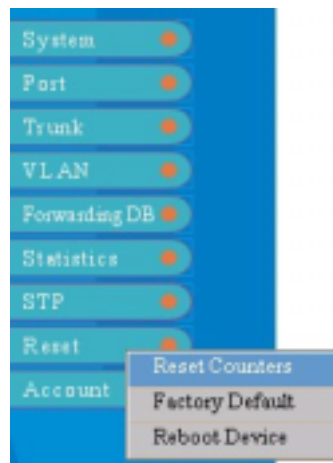 System
Port
Trunk
VLAN
Forwarding DB
Statistics
STP
Reset
Account
Reset Counters
Factory Default
Reboot Device